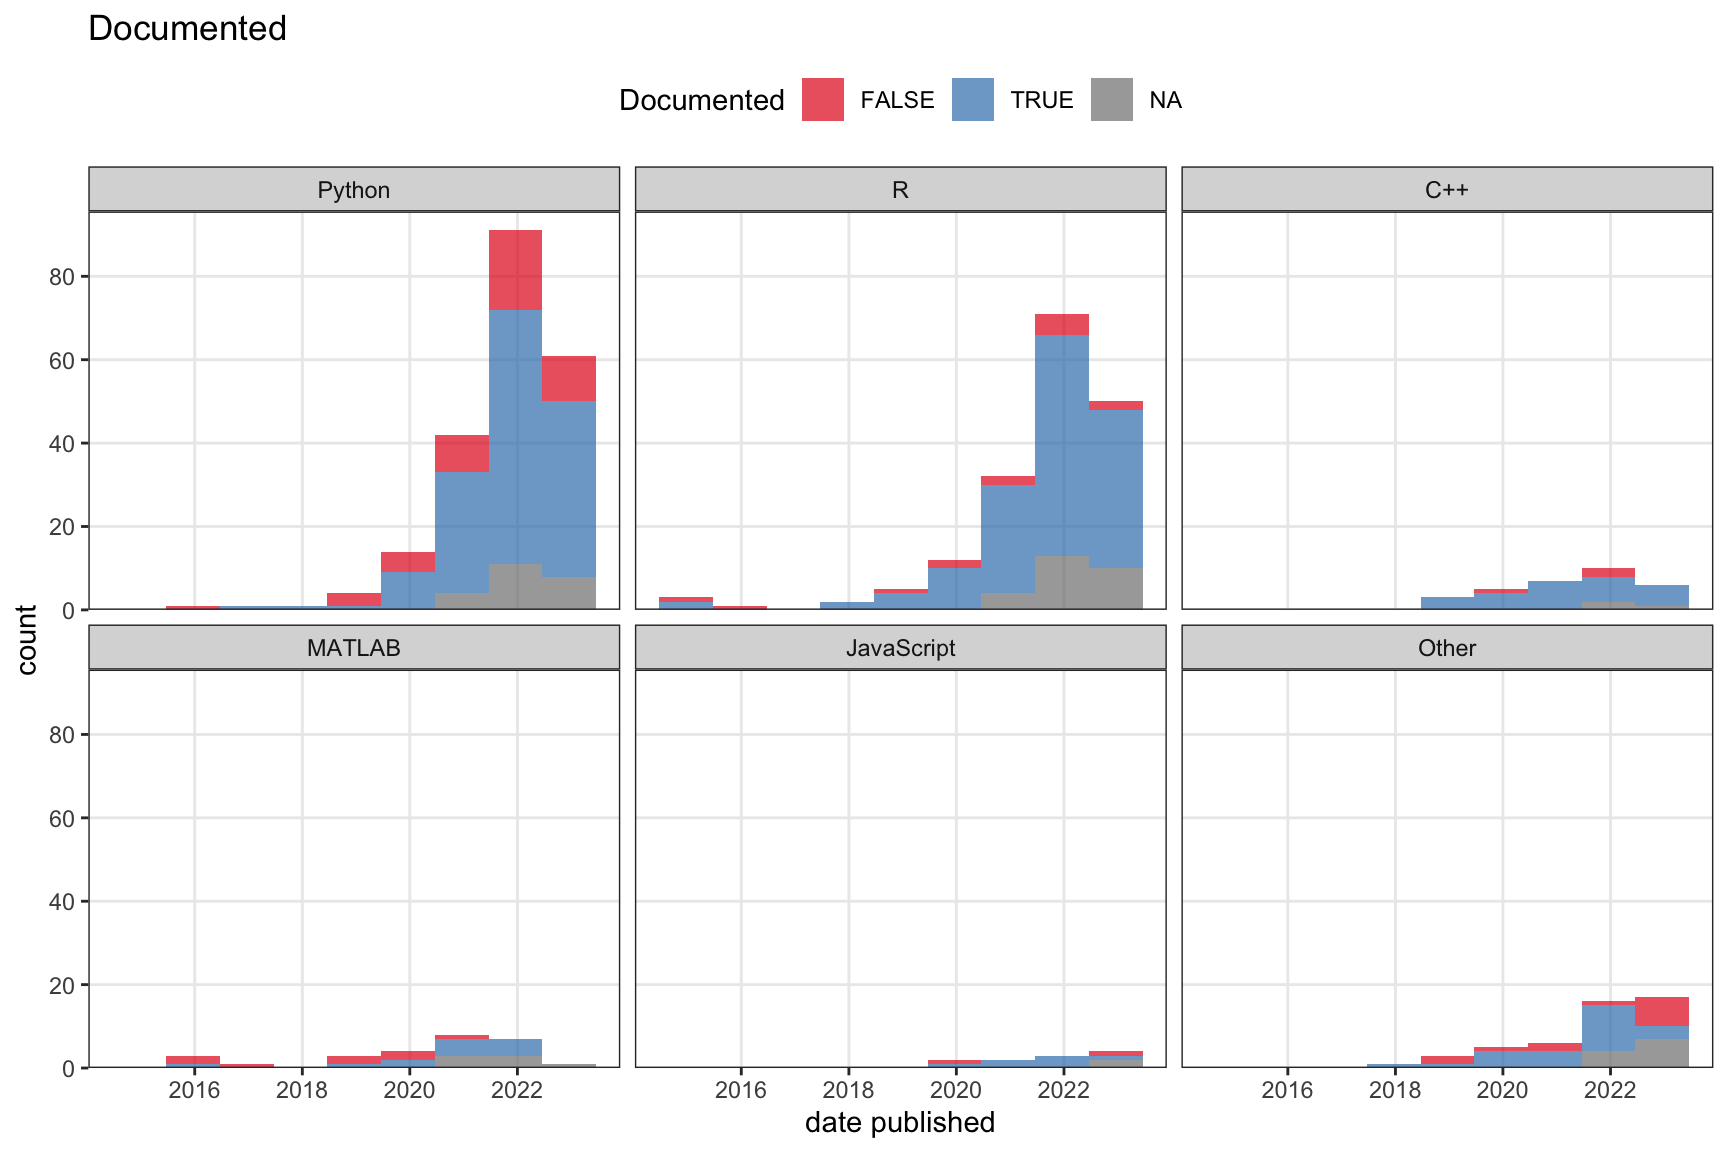 Documented
Documented FALSE TRUE NA
Python R C++
80
60
40
20
0
count
MATLAB JavaScript Other
80
60
40
20
0
2016 2018 2020 2022 2016 2018 2020 2022 2016 2018 2020 2022
date published